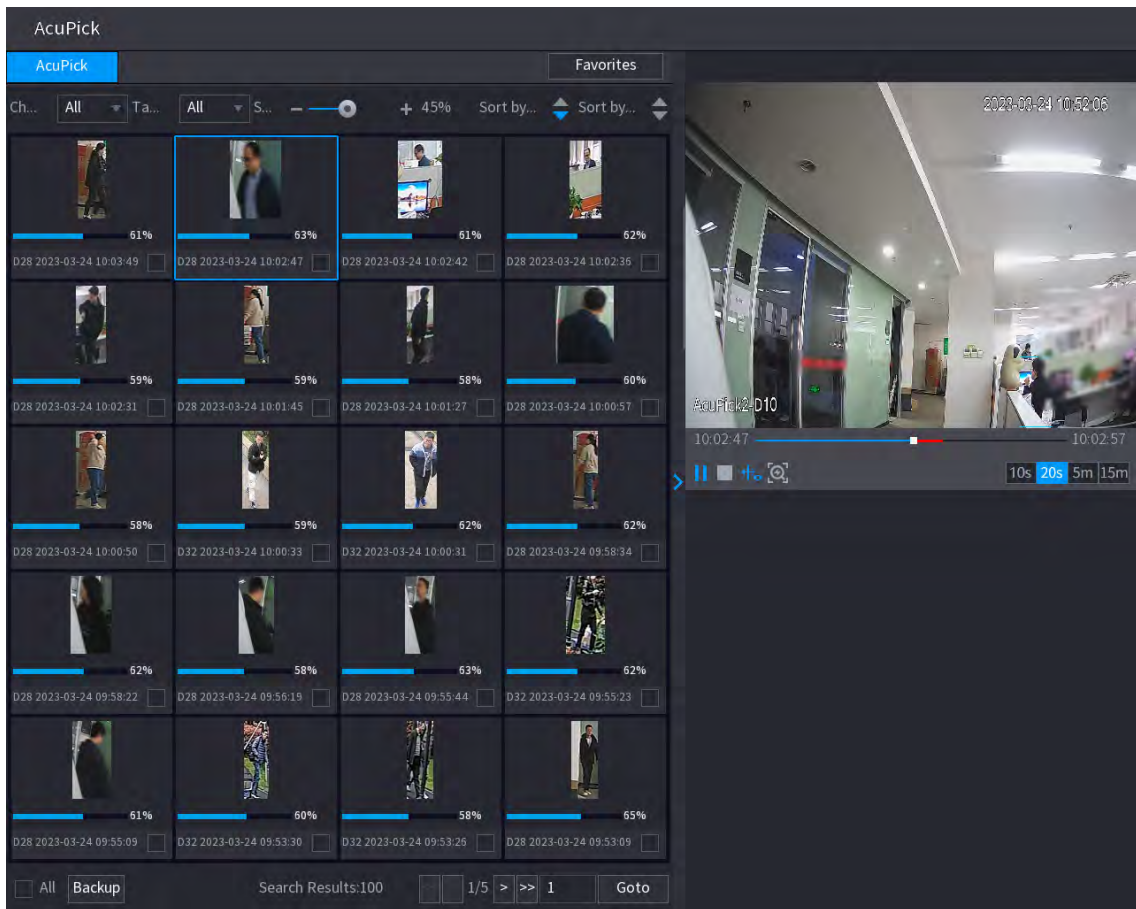 AcuPick
AcuPick
Favorites
Ch... All Ta... All S... 45% Sort by... Sort by...
61% 63% 61% 62%
D28 2023-03-24 10:03:49 D28 2023-03-24 10:02:47 D28 2023-03-24 10:02:42 D28 2023-03-24 10:02:36
59% 59% 58% 60%
D28 2023-03-24 10:02:31 D28 2023-03-24 10:01:45 D28 2023-03-24 10:01:27 D28 2023-03-24 10:00:57
58% 59% 62% 62%
D28 2023-03-24 10:00:50 D32 2023-03-24 10:00:33 D32 2023-03-24 10:00:31 D28 2023-03-24 09:58:34
62% 58% 63% 62%
D28 2023-03-24 09:58:22 D28 2023-03-24 09:56:19 D28 2023-03-24 09:55:44 D32 2023-03-24 09:55:23
61% 60% 58% 65%
D28 2023-03-24 09:55:09 D32 2023-03-24 09:53:30 D32 2023-03-24 09:53:26 D28 2023-03-24 09:53:09
All Backup Search Results:100 1/5 > >> 1 Goto
2023-03-24 10:52:06
AcuPick2-D10
10:02:47 10:02:57
10s 20s 5m 15m